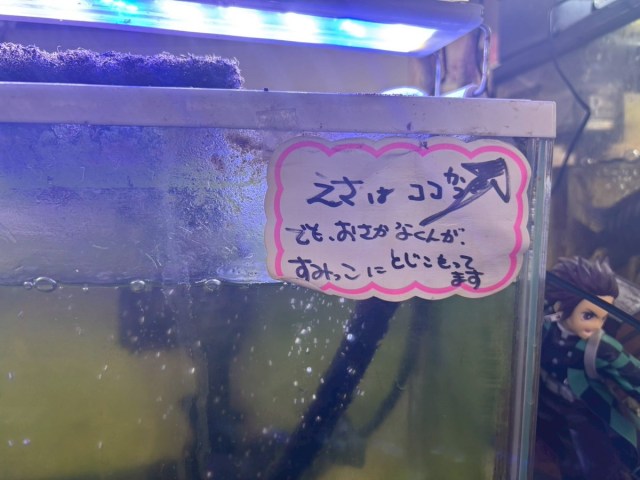 えさは ココから
でも、おさかなくんが、
すみっこに とじこもって
ます